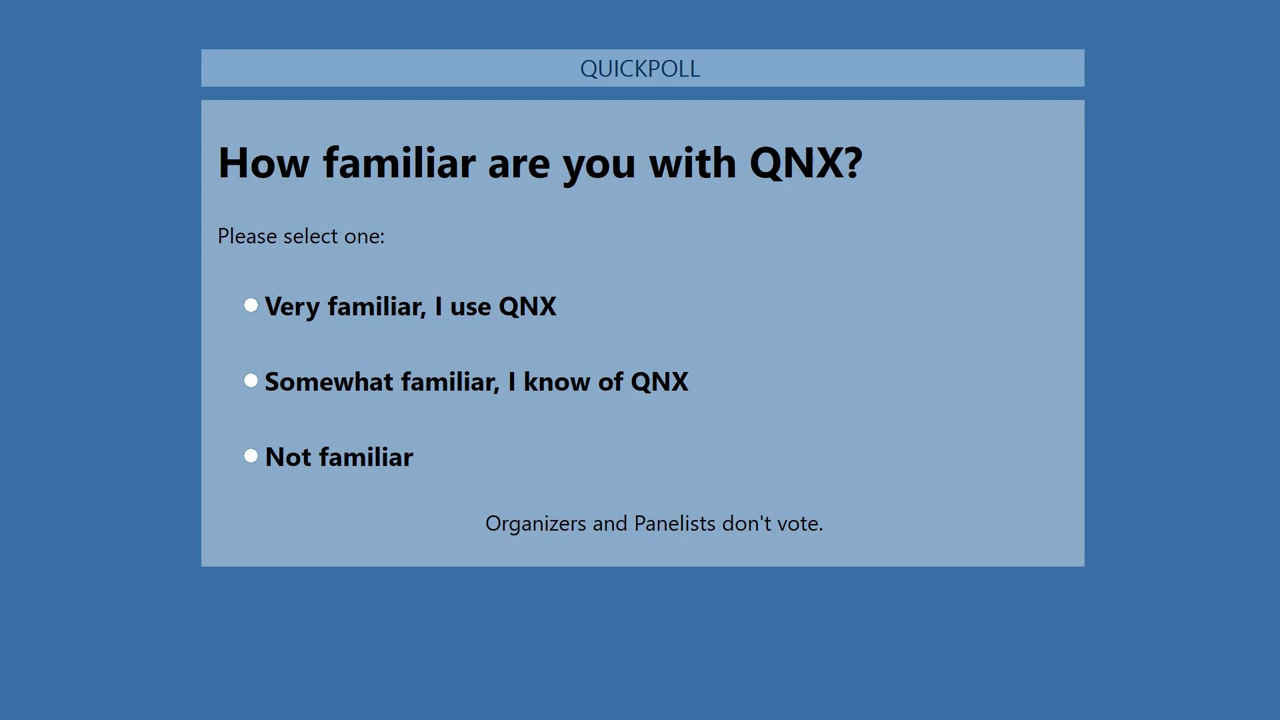 QUICKPOLL
How familiar are you with QNX?
Please select one:
Very familiar, I use QNX
Somewhat familiar, I know of QNX
Not familiar
Organizers and Panelists don't vote.